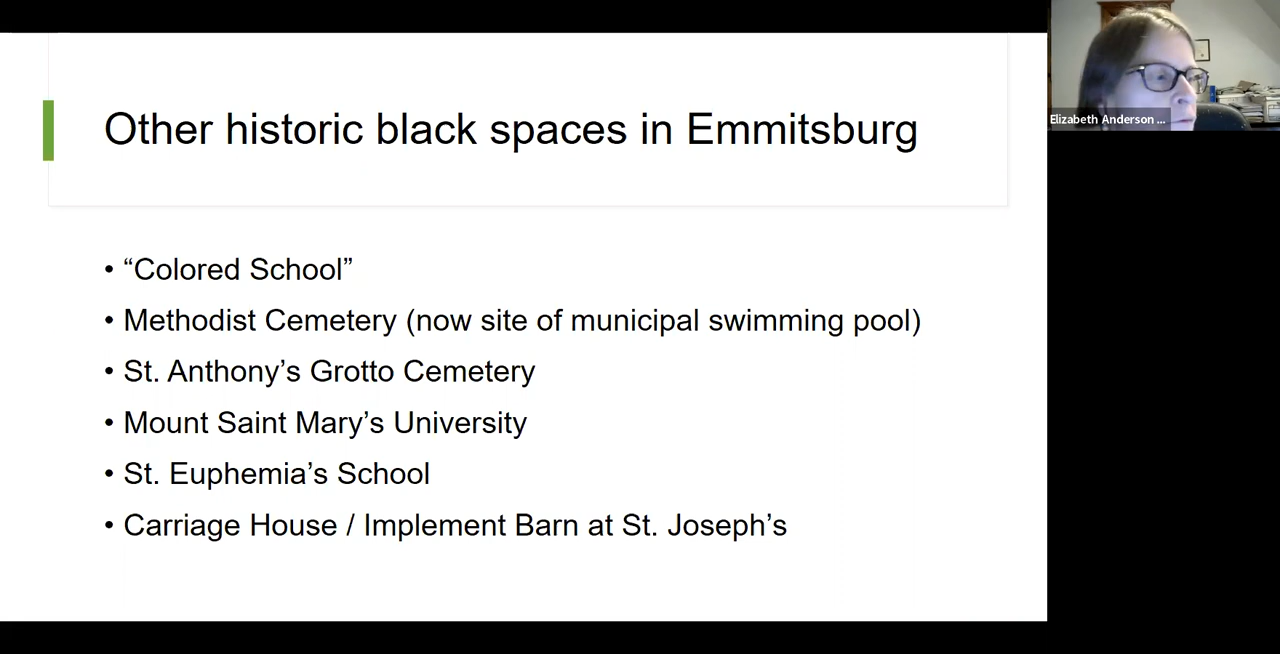 Other historic black spaces in Emmitsburg
• “Colored School”
• Methodist Cemetery (now site of municipal swimming pool)
• St. Anthony’s Grotto Cemetery
• Mount Saint Mary’s University
• St. Euphemia’s School
• Carriage House / Implement Barn at St. Joseph’s
Elizabeth Anderson ...